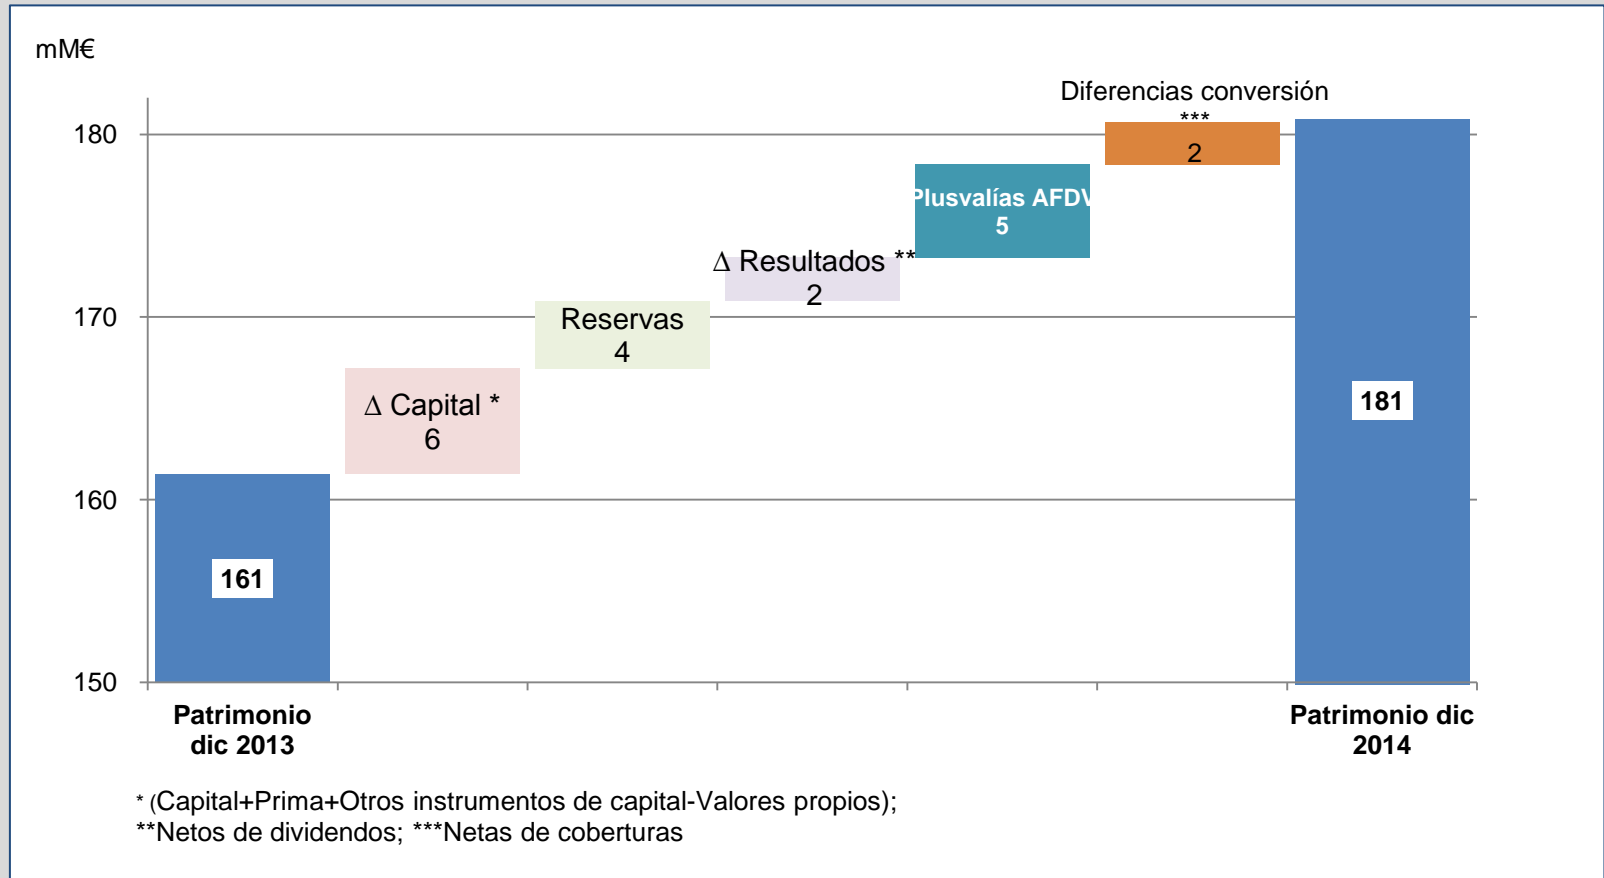 mM€
Diferencias conversión
***
2
180
Plusvalías AFDV
5
Δ Resultados **
2
170
Reservas
4
Δ Capital *
6
181
160
161
150
Patrimonio
dic 2013
Patrimonio dic
2014
* (Capital+Prima+Otros instrumentos de capital-Valores propios);
**Netos de dividendos; ***Netas de coberturas